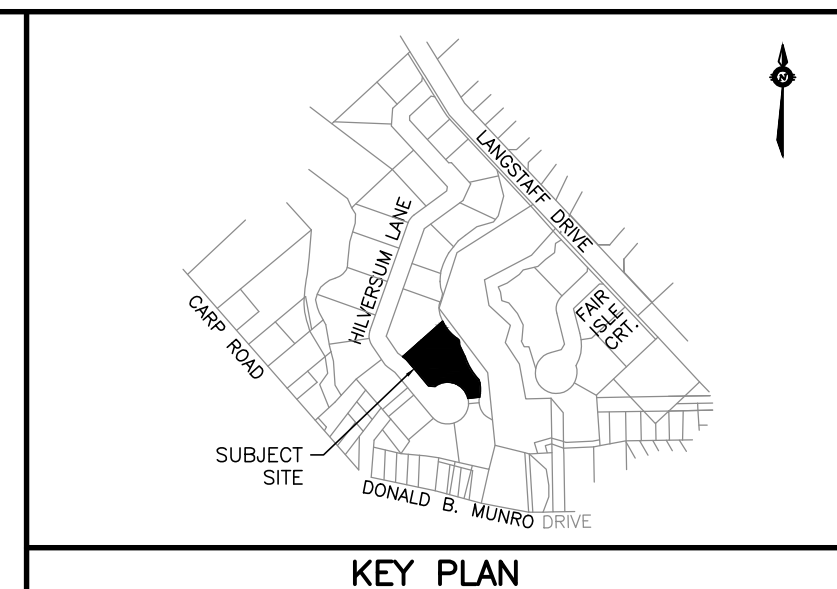 N
LANGSTAFF DRIVE
HILVERSUM LANE
FAIR
ISLE
CRT.
CARP ROAD
SUBJECT
SITE
DONALD B. MUNRO DRIVE
KEY PLAN